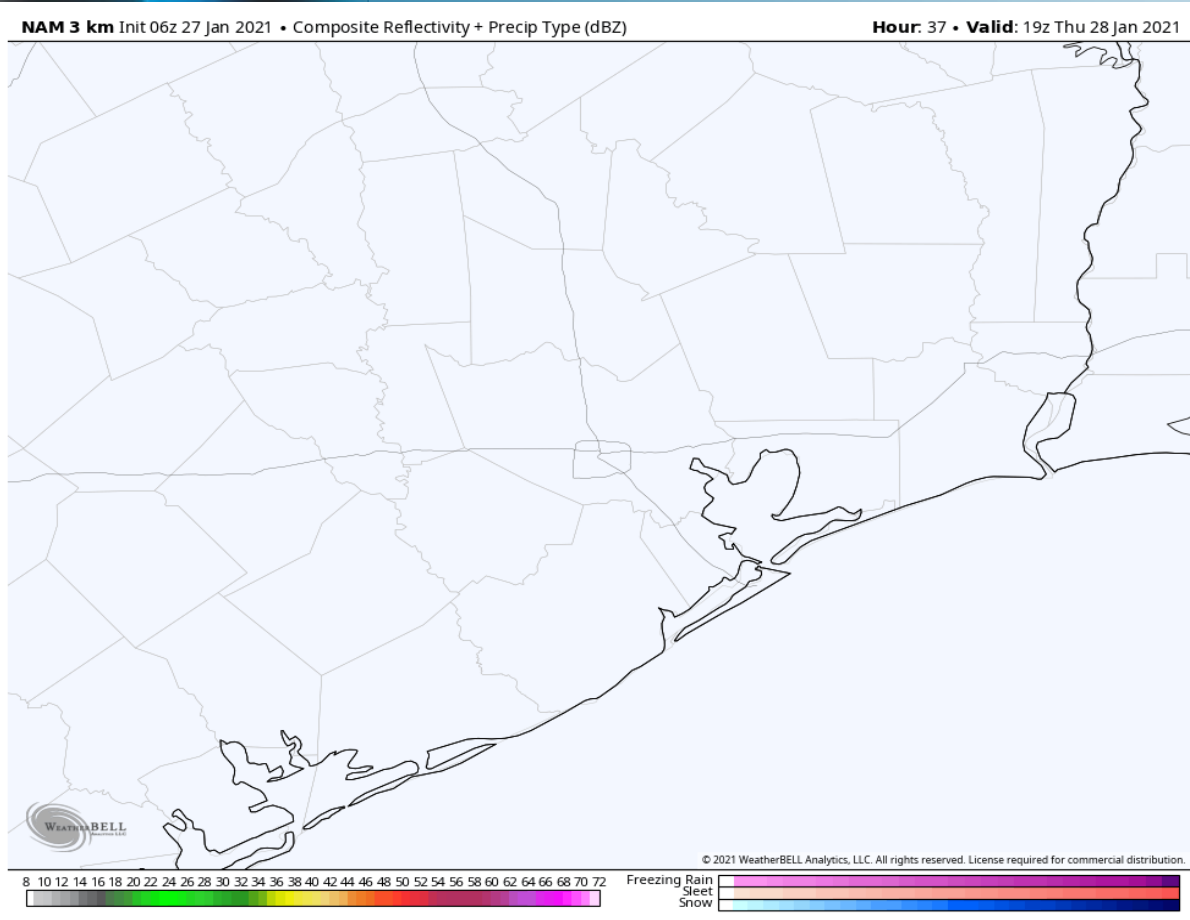 NAM 3 km Init 06z 27 Jan 2021 • Composite Reflectivity + Precip Type (dBZ) Hour: 37 • Valid: 19z Thu 28 Jan 2021
WEATHERBELL
© 2021 WeatherBELL Analytics, LLC. All rights reserved. License required for commercial distribution.
8 10 12 14 16 18 20 22 24 26 28 30 32 34 36 38 40 42 44 46 48 50 52 54 56 58 60 62 64 66 68 70 72
Freezing Rain
Sleet
Snow